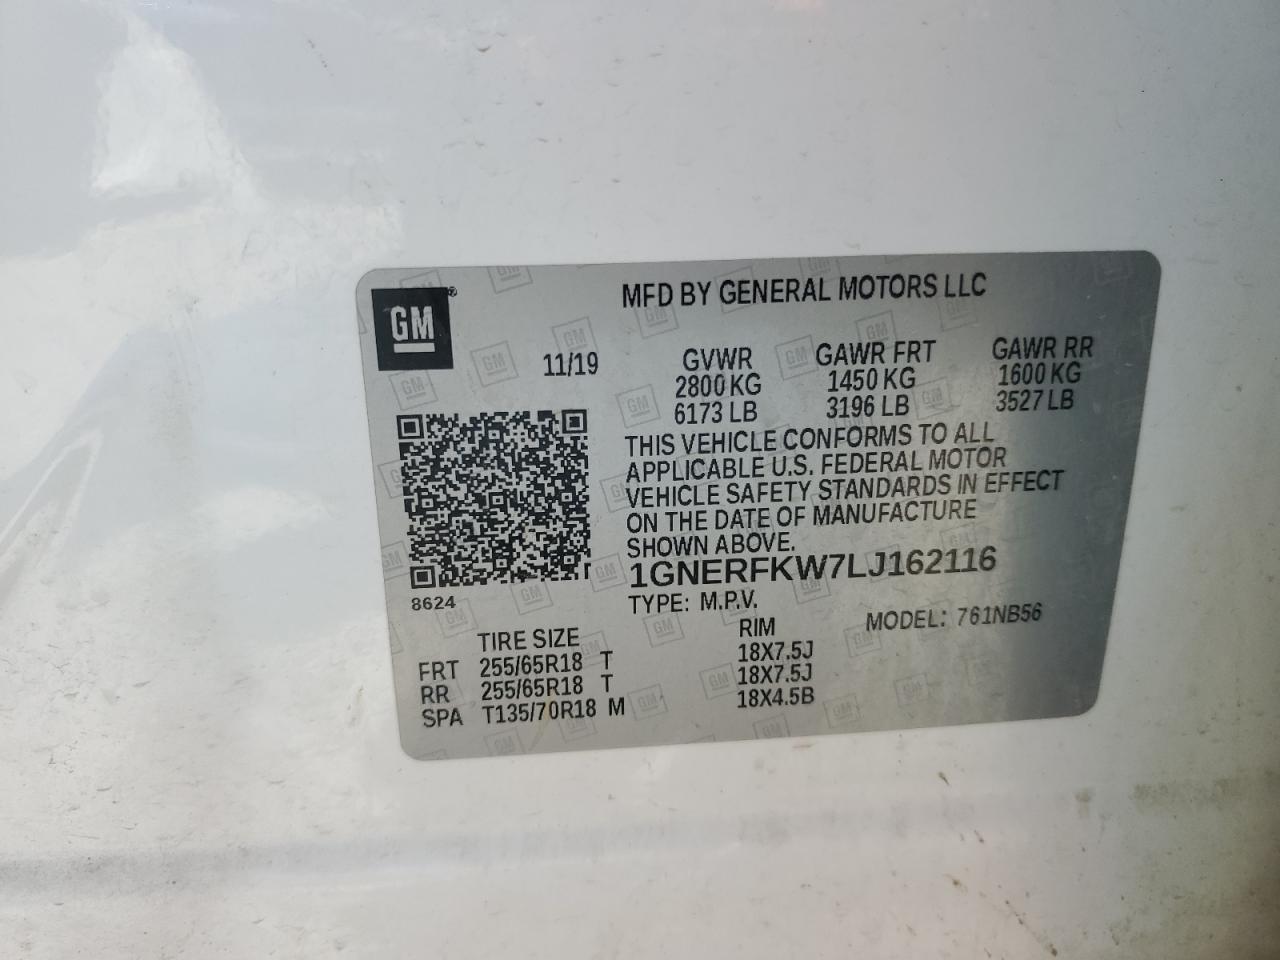 GM®
MFD BY GENERAL MOTORS LLC
11/19 GVWR GAWR FRT GAWR RR
2800 KG 1450 KG 1600 KG
6173 LB 3196 LB 3527 LB
THIS VEHICLE CONFORMS TO ALL
APPLICABLE U.S. FEDERAL MOTOR
VEHICLE SAFETY STANDARDS IN EFFECT
ON THE DATE OF MANUFACTURE
SHOWN ABOVE.
1GNERFKW7LJ162116
8624
TYPE: M.P.V. MODEL: 761NB56
TIRE SIZE RIM
FRT 255/65R18 T 18X7.5J
RR 255/65R18 T 18X7.5J
SPA T135/70R18 M 18X4.5B